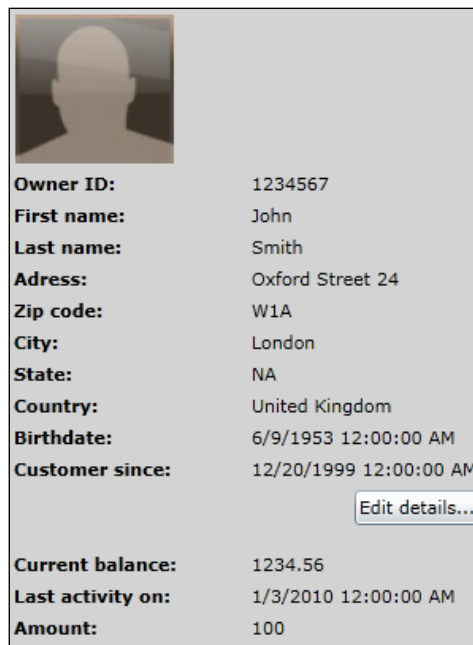 Owner ID: 1234567
First name: John
Last name: Smith
Adress: Oxford Street 24
Zip code: W1A
City: London
State: NA
Country: United Kingdom
Birthdate: 6/9/1953 12:00:00 AM
Customer since: 12/20/1999 12:00:00 AM
Edit details...
Current balance: 1234.56
Last activity on: 1/3/2010 12:00:00 AM
Amount: 100